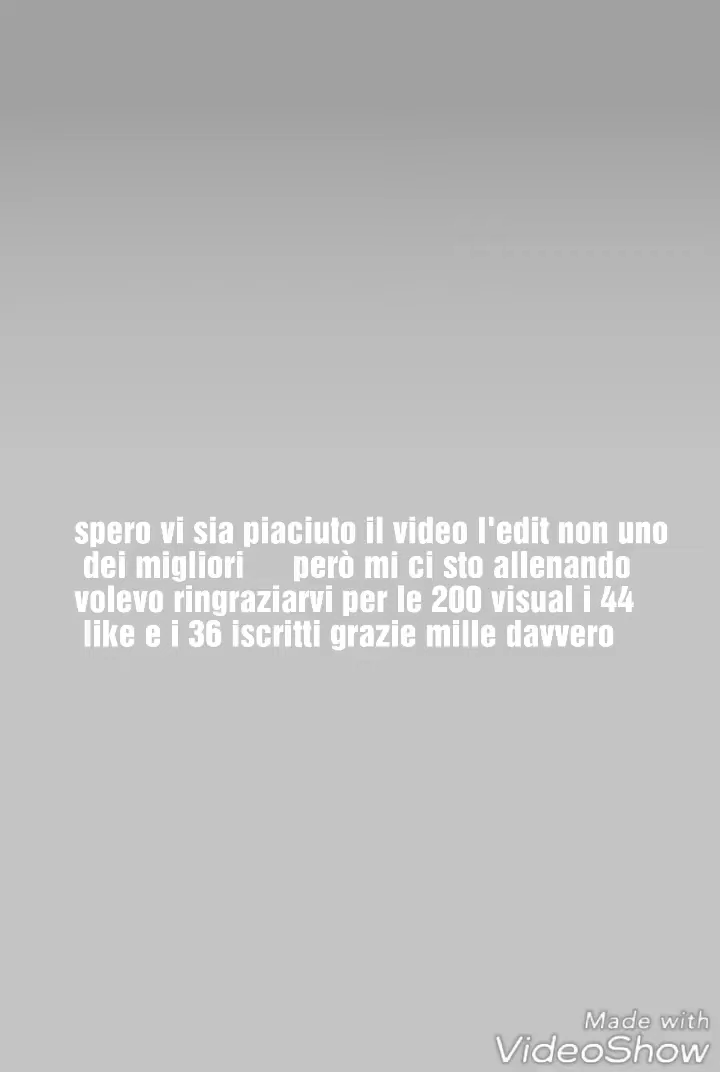 spero vi sia piaciuto il video l'edit non uno
dei migliori però mi ci sto allenando
volevo ringraziarvi per le 200 visual i 44
like e i 36 iscritti grazie mille davvero
Made with
VideoShow